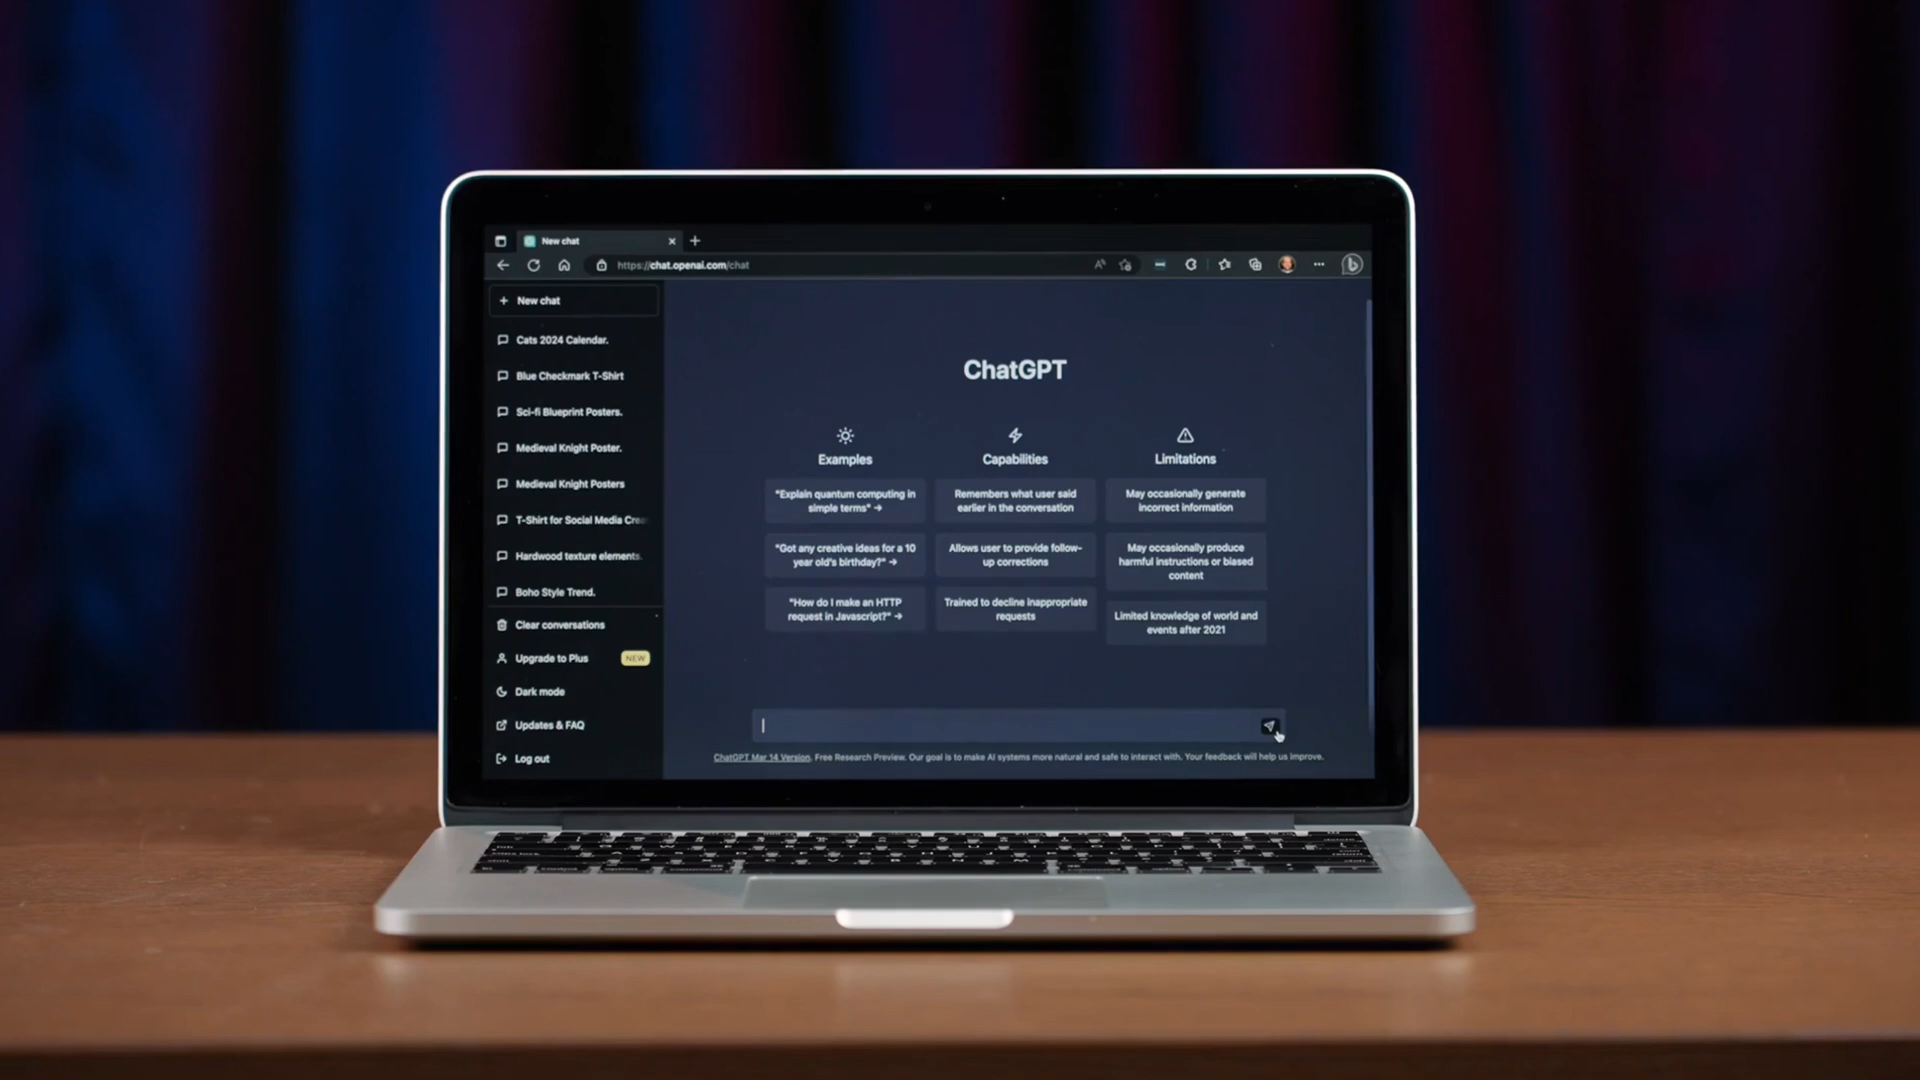 New chat
https://chat.openai.com/chat
New chat
Cats 2024 Calendar.
Blue Checkmark T-Shirt
Sci-fi Blueprint Posters.
Medieval Knight Poster.
Medieval Knight Posters
T-Shirt for Social Media Crea
Hardwood texture elements.
Boho Style Trend.
Clear conversations
Upgrade to Plus NEW
Dark mode
Updates & FAQ
Log out
ChatGPT
Examples
"Explain quantum computing in
simple terms" →
"Got any creative ideas for a 10
year old's birthday?" →
"How do I make an HTTP
request in Javascript?" →
Capabilities
Remembers what user said
earlier in the conversation
Allows user to provide follow-
up corrections
Trained to decline inappropriate
requests
Limitations
May occasionally generate
incorrect information
May occasionally produce
harmful instructions or biased
content
Limited knowledge of world and
events after 2021
ChatGPT Mar 14 Version. Free Research Preview. Our goal is to make AI systems more natural and safe to interact with. Your feedback will help us improve.